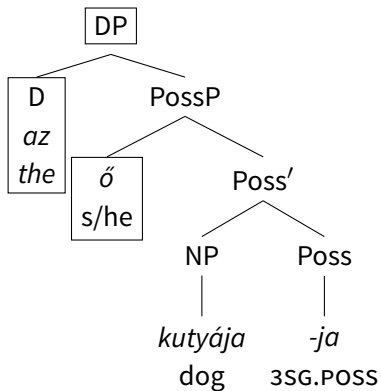 DP
D PossP
az
the
ő Poss′
s/he
NP Poss
kutyája -ja
dog 3SG.POSS